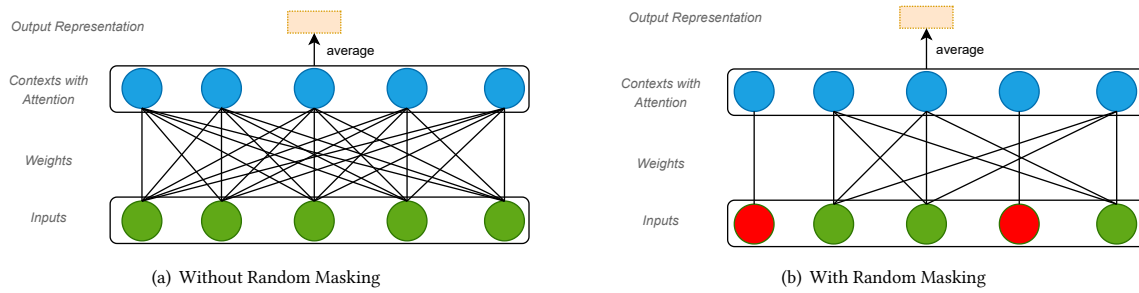 Output Representation
average
Contexts with
Attention
Weights
Inputs
(a) Without Random Masking
Output Representation
average
Contexts with
Attention
Weights
Inputs
(b) With Random Masking